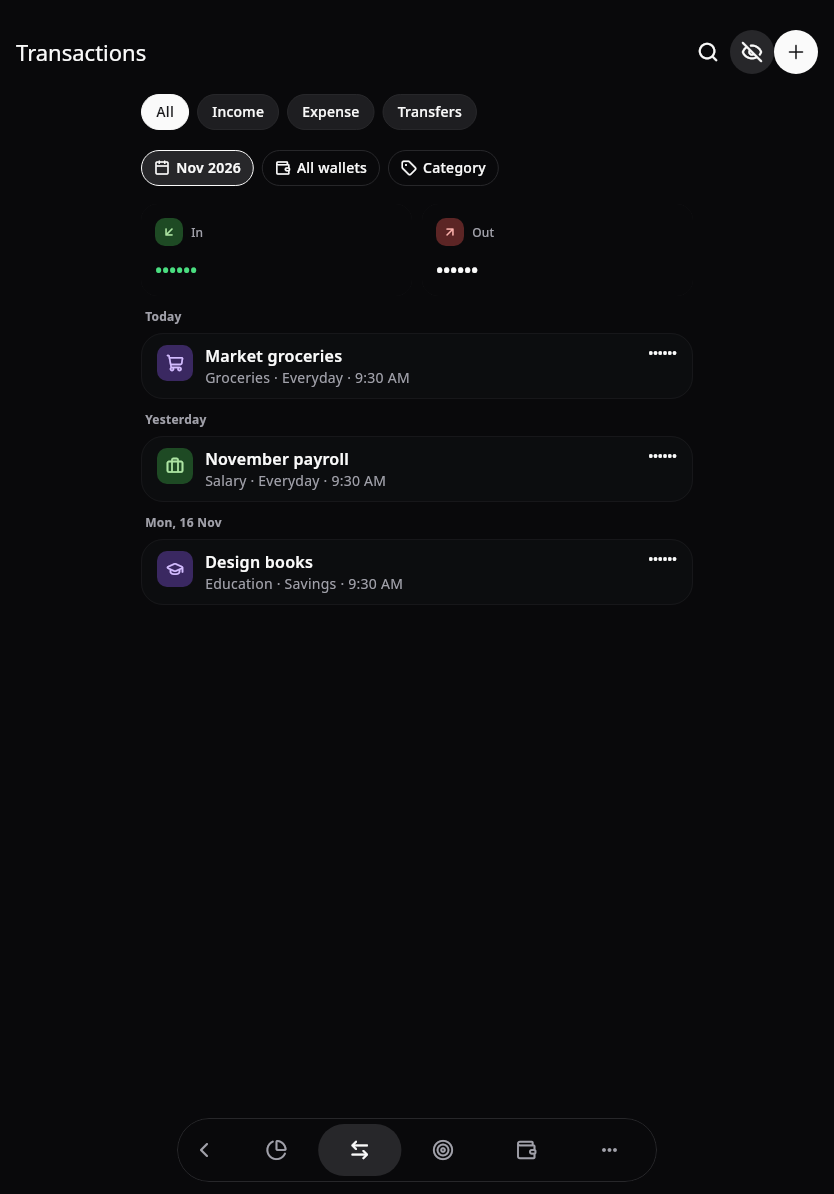 Transactions
All Income Expense Transfers
Nov 2026 All wallets Category
In Out
•••••• ••••••
Today
Market groceries ••••••
Groceries · Everyday · 9:30 AM
Yesterday
November payroll ••••••
Salary · Everyday · 9:30 AM
Mon, 16 Nov
Design books ••••••
Education · Savings · 9:30 AM